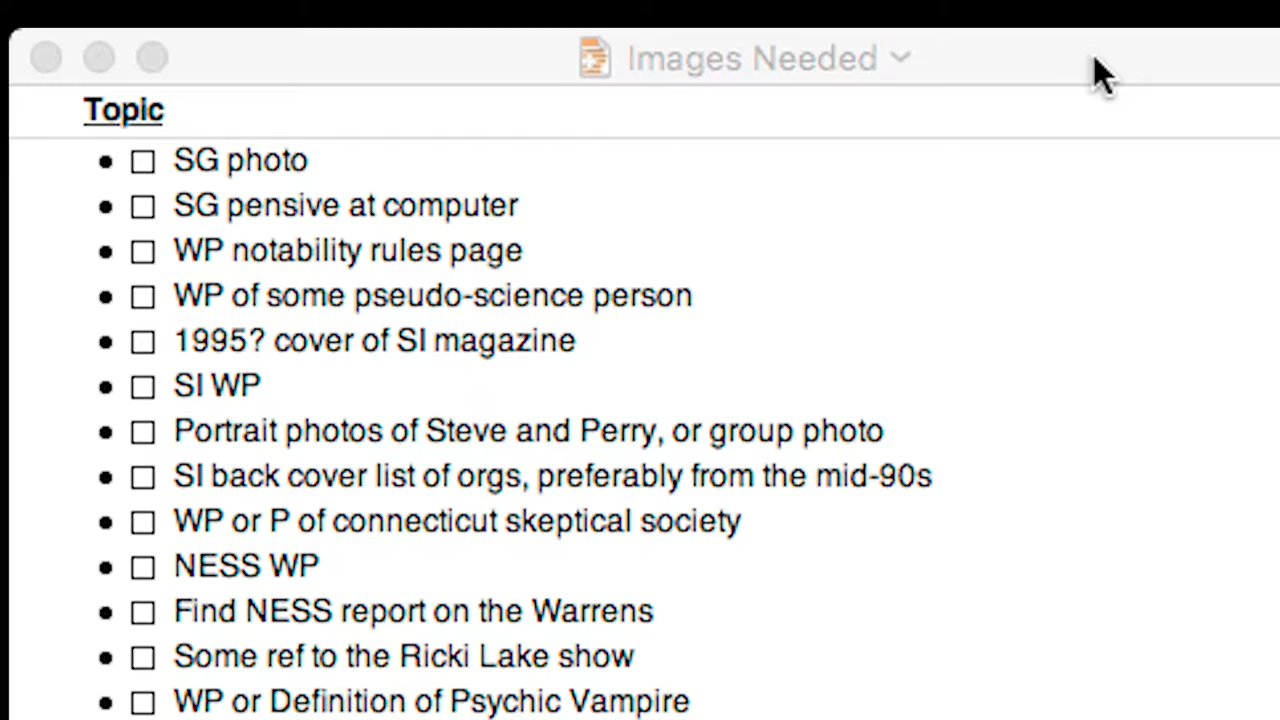 Images Needed
Topic
SG photo
SG pensive at computer
WP notability rules page
WP of some pseudo-science person
1995? cover of SI magazine
SI WP
Portrait photos of Steve and Perry, or group photo
SI back cover list of orgs, preferably from the mid-90s
WP or P of connecticut skeptical society
NESS WP
Find NESS report on the Warrens
Some ref to the Ricki Lake show
WP or Definition of Psychic Vampire